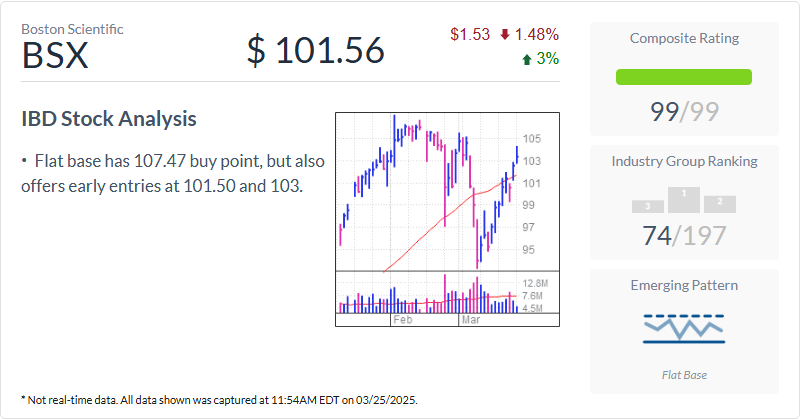 Boston Scientific
BSX
$ 101.56
$1.53 1.48%
3%
IBD Stock Analysis
• Flat base has 107.47 buy point, but also
offers early entries at 101.50 and 103.
105
103
101
99
97
95
12.8M
7.6M
4.5M
Feb
Mar
Composite Rating
99/99
Industry Group Ranking
3
1
2
74/197
Emerging Pattern
Flat Base
* Not real-time data. All data shown was captured at 11:54AM EDT on 03/25/2025.